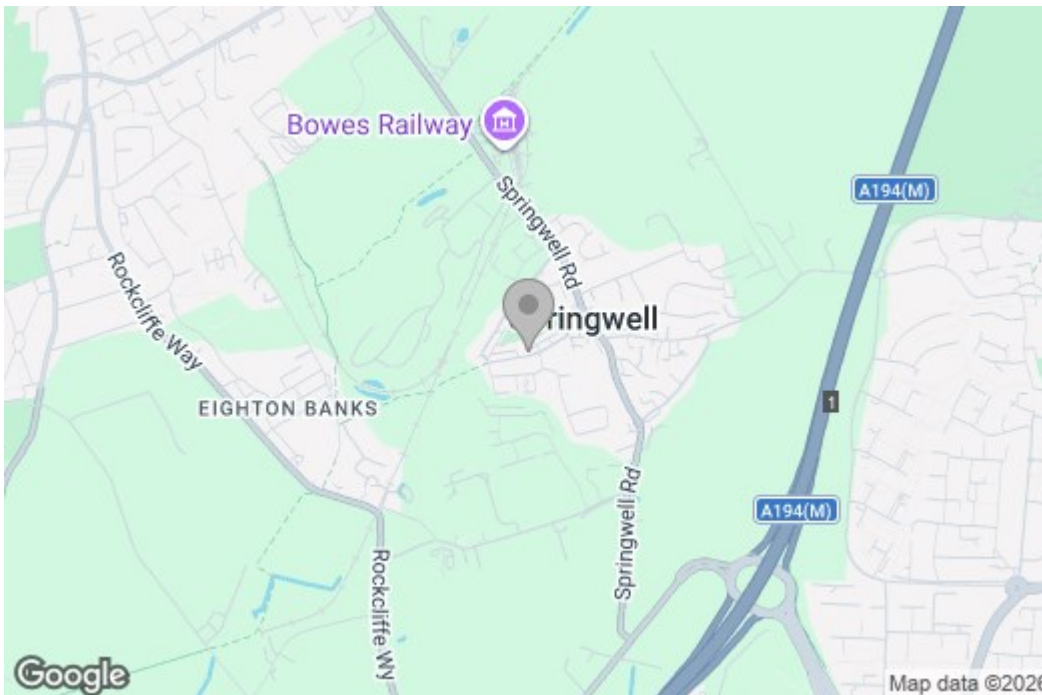 Bowes Railway
Springwell Rd
A194(M)
Rockcliffe Way
ringwell
EIGHTON BANKS
1
Springwell Rd
A194(M)
Rockcliffe Wy
Google
Map data ©2026